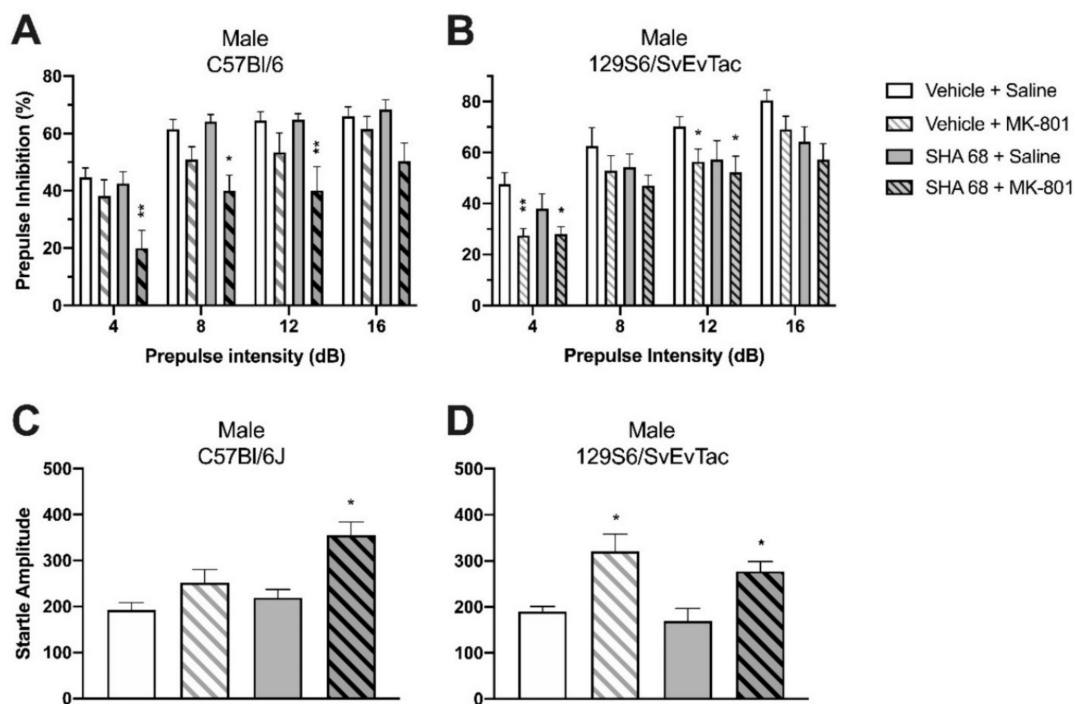 A
Male
C57Bl/6
Prepulse Inhibition (%)
80
60
40
20
0
**
*
**
4
8
12
16
Prepulse intensity (dB)
B
Male
129S6/SvEvTac
80
60
40
20
0
**
*
*
*
4
8
12
16
Prepulse Intensity (dB)
Vehicle + Saline
Vehicle + MK-801
SHA 68 + Saline
SHA 68 + MK-801
C
Male
C57Bl/6J
Startle Amplitude
500
400
300
200
100
0
*
D
Male
129S6/SvEvTac
500
400
300
200
100
0
*
*